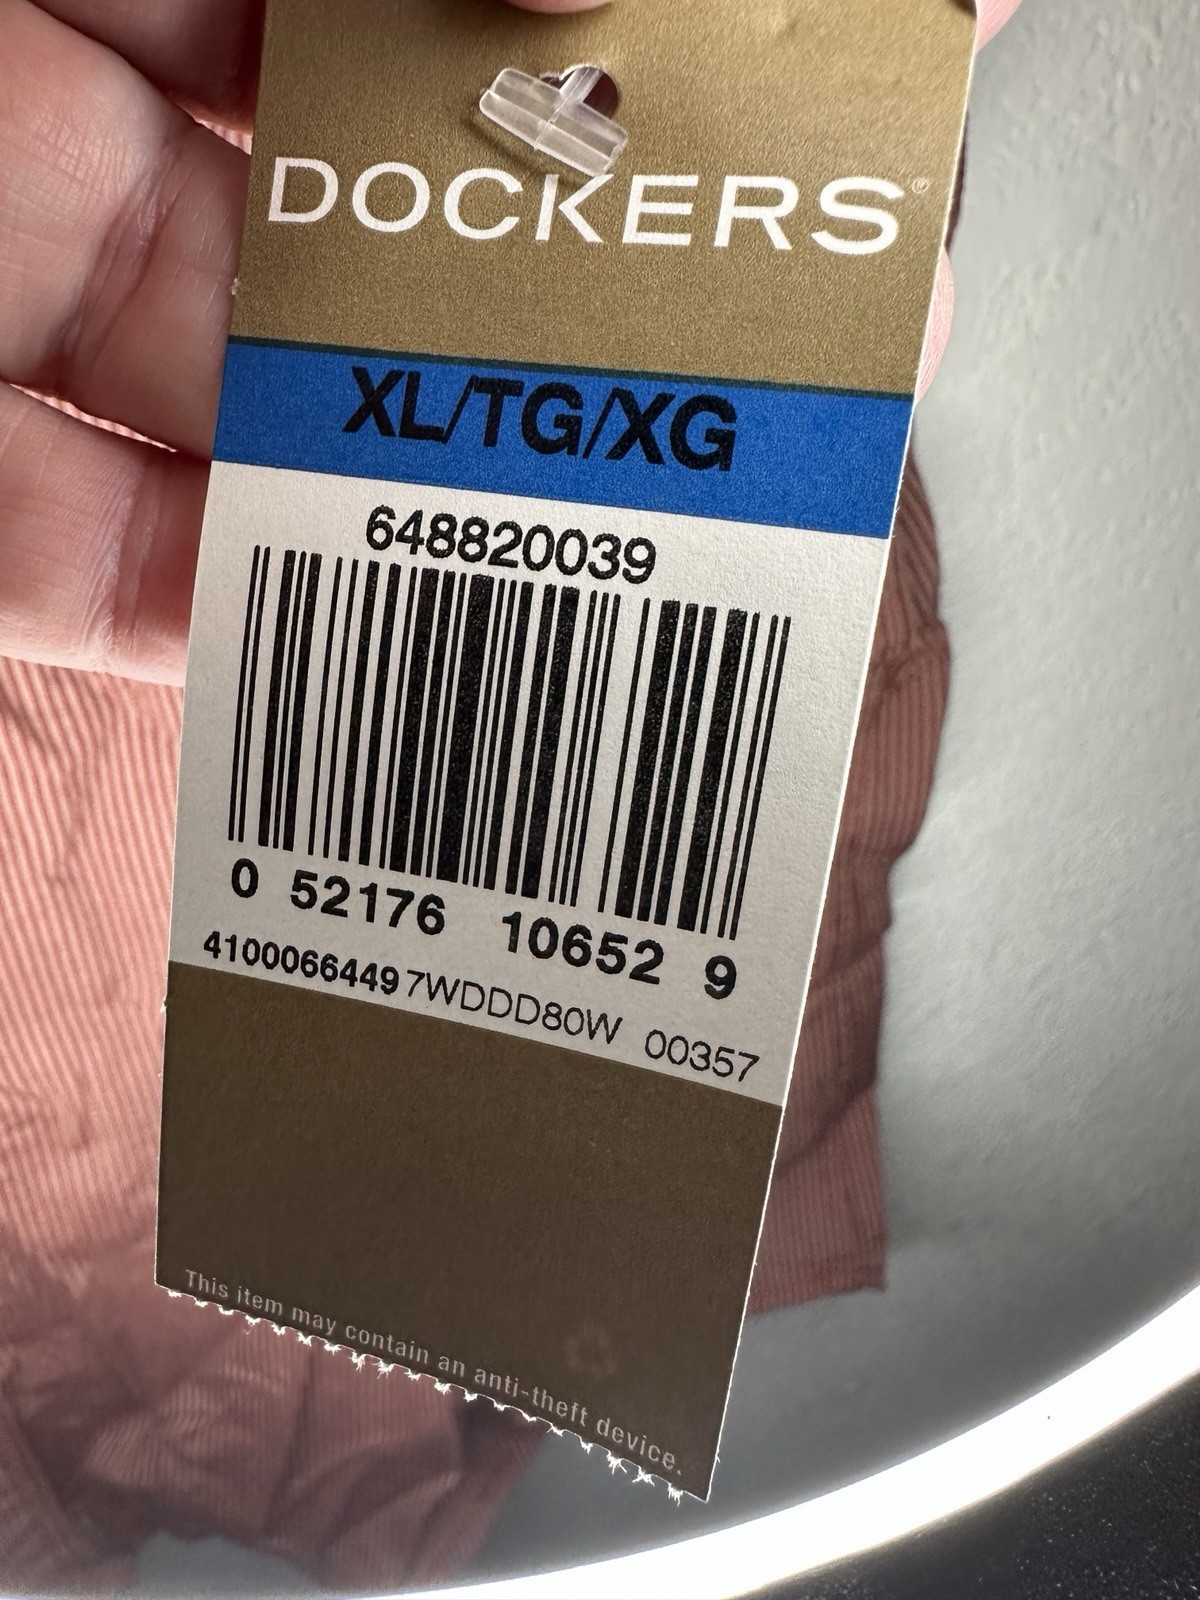 DOCKERS®
XL/TG/XG
648820039
0 52176 10652 9
4100066449 7WDDD80W 00357
This item may contain an anti-theft device.